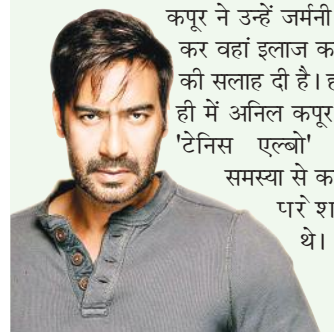 कपूर ने उन्हें जर्मनी
कर वहां इलाज क
की सलाह दी है। ह
ही में अनिल कपूर
'टेनिस एल्बो'
समस्या से क
परेश
थे।